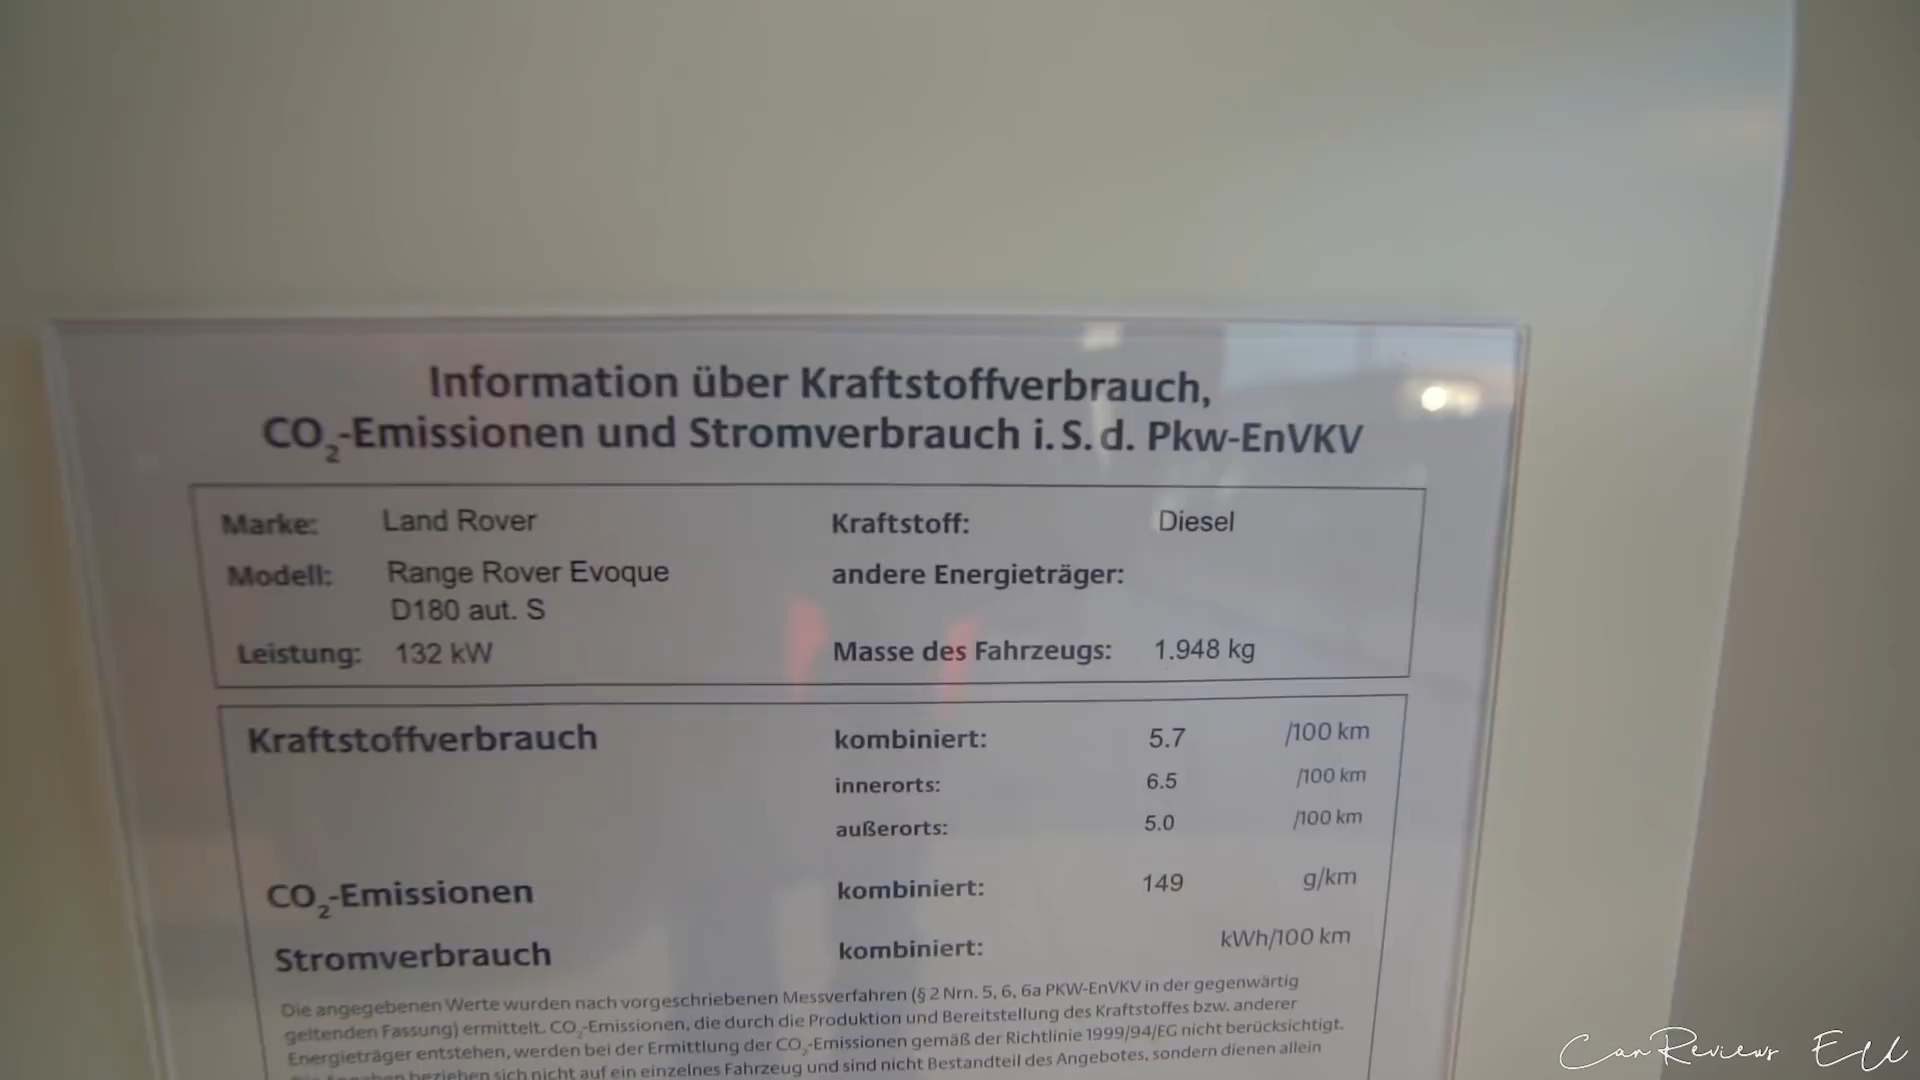 Information über Kraftstoffverbrauch,
CO₂-Emissionen und Stromverbrauch i. S. d. Pkw-EnVKV
Marke: Land Rover Kraftstoff: Diesel
Modell: Range Rover Evoque andere Energieträger:
D180 aut. S
Leistung: 132 kW Masse des Fahrzeugs: 1.948 kg
Kraftstoffverbrauch kombiniert: 5.7 /100 km
innerorts: 6.5 /100 km
außerorts: 5.0 /100 km
CO₂-Emissionen kombiniert: 149 g/km
Stromverbrauch kombiniert: kWh/100 km
Die angegebenen Werte wurden nach vorgeschriebenen Messverfahren (§ 2 Nrn. 5, 6, 6a PKW-EnVKV in der gegenwärtig
geltenden Fassung) ermittelt. CO₂-Emissionen, die durch die Produktion und Bereitstellung des Kraftstoffes bzw. anderer
Energieträger entstehen, werden bei der Ermittlung der CO₂-Emissionen gemäß der Richtlinie 1999/94/EG nicht berücksichtigt.
beziehen sich nicht auf ein einzelnes Fahrzeug und sind nicht Bestandteil des Angebotes, sondern dienen allein
CarReviews EU